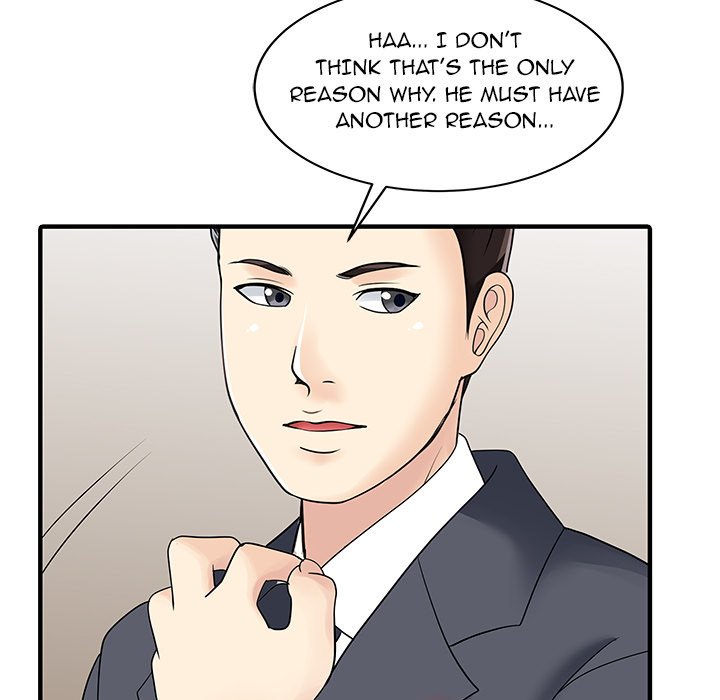 HAA... I DON'T
THINK THAT'S THE ONLY
REASON WHY. HE MUST HAVE
ANOTHER REASON...